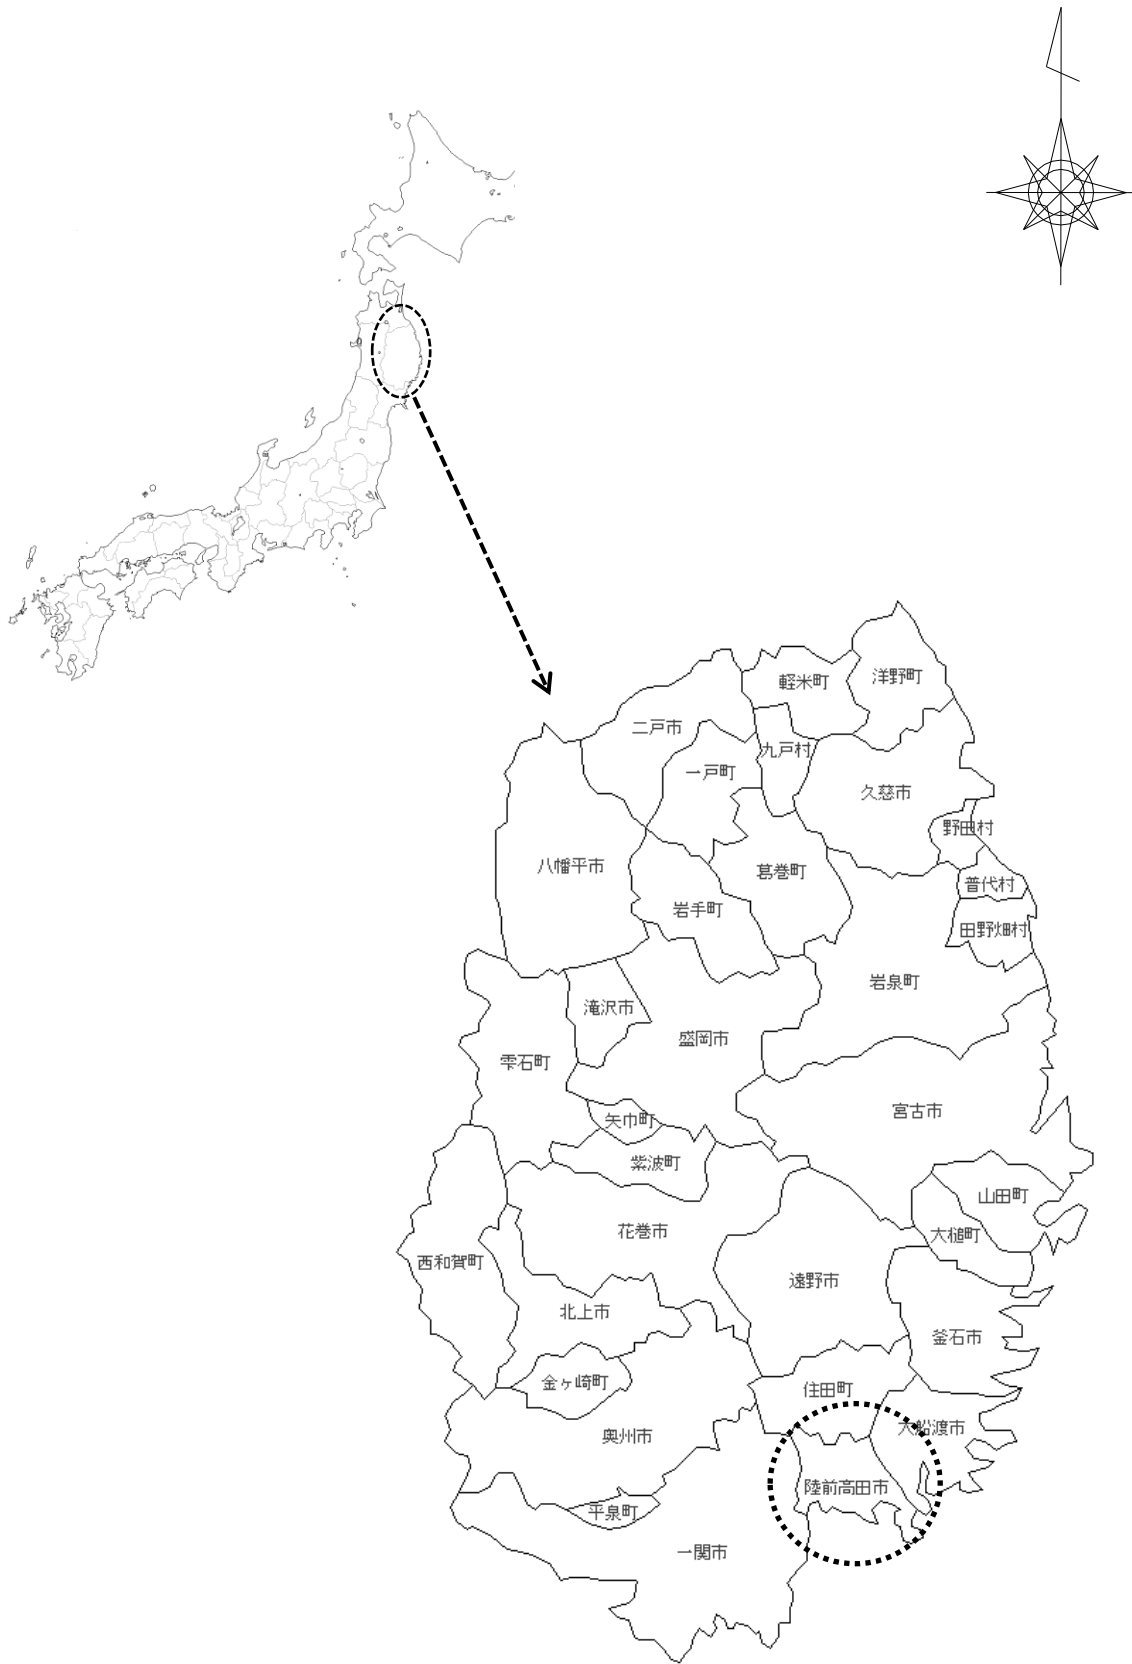 洋野町
軽米町
二戸市
九戸村
一戸町
久慈市
野田村
八幡平市
葛巻町
普代村
岩手町
田野畑村
岩泉町
滝沢市
盛岡市
雫石町
宮古市
矢巾町
紫波町
山田町
花巻市
大槌町
西和賀町
遠野市
北上市
釜石市
金ヶ崎町
住田町
大船渡市
奥州市
陸前高田市
平泉町
一関市